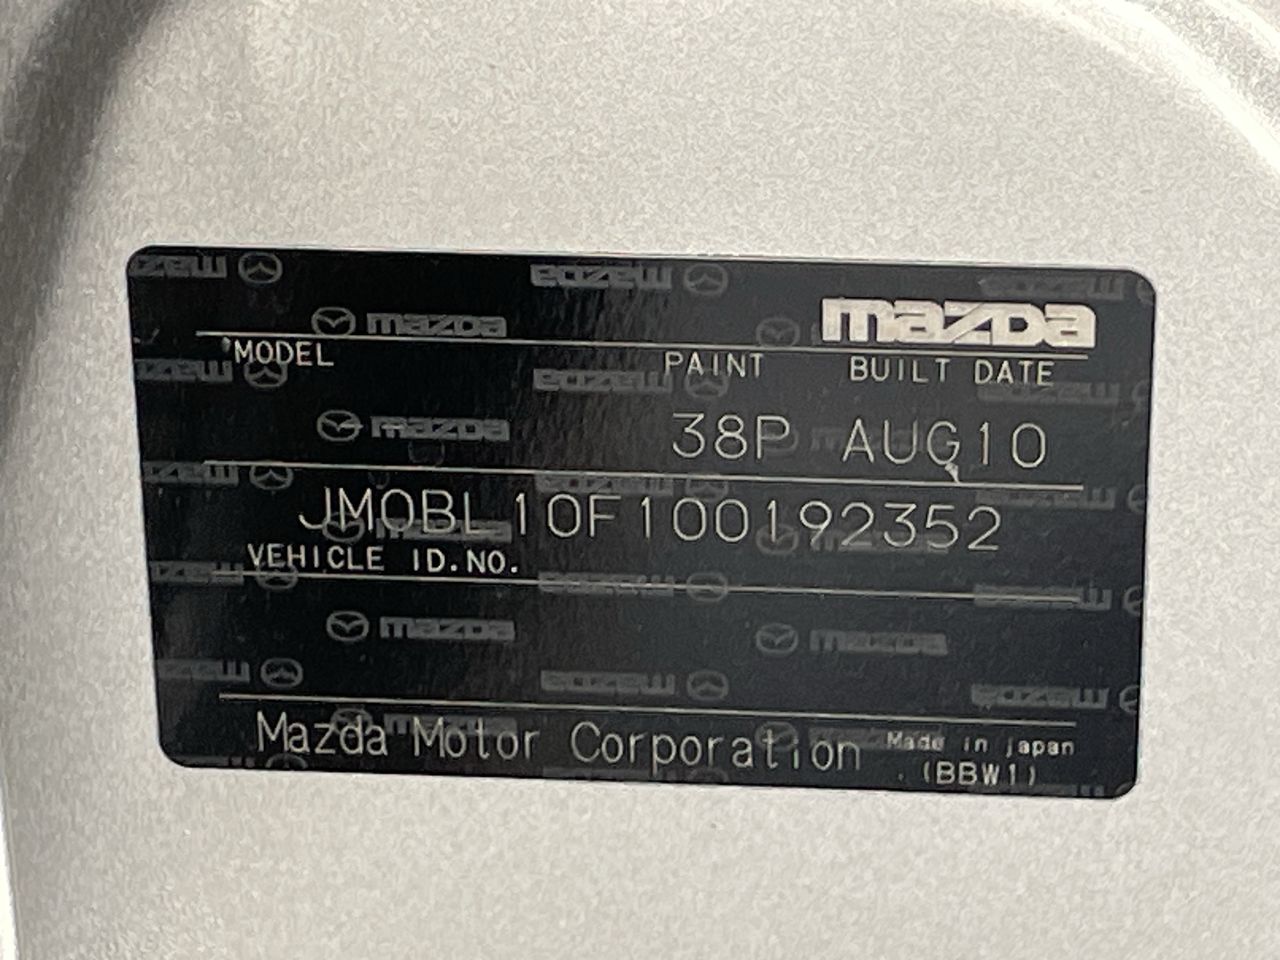 mazda
MODEL PAINT BUILT DATE
38P AUG10
JM0BL10F100192352
VEHICLE ID.NO.
Mazda Motor Corporation Made in japan
(BBW1)